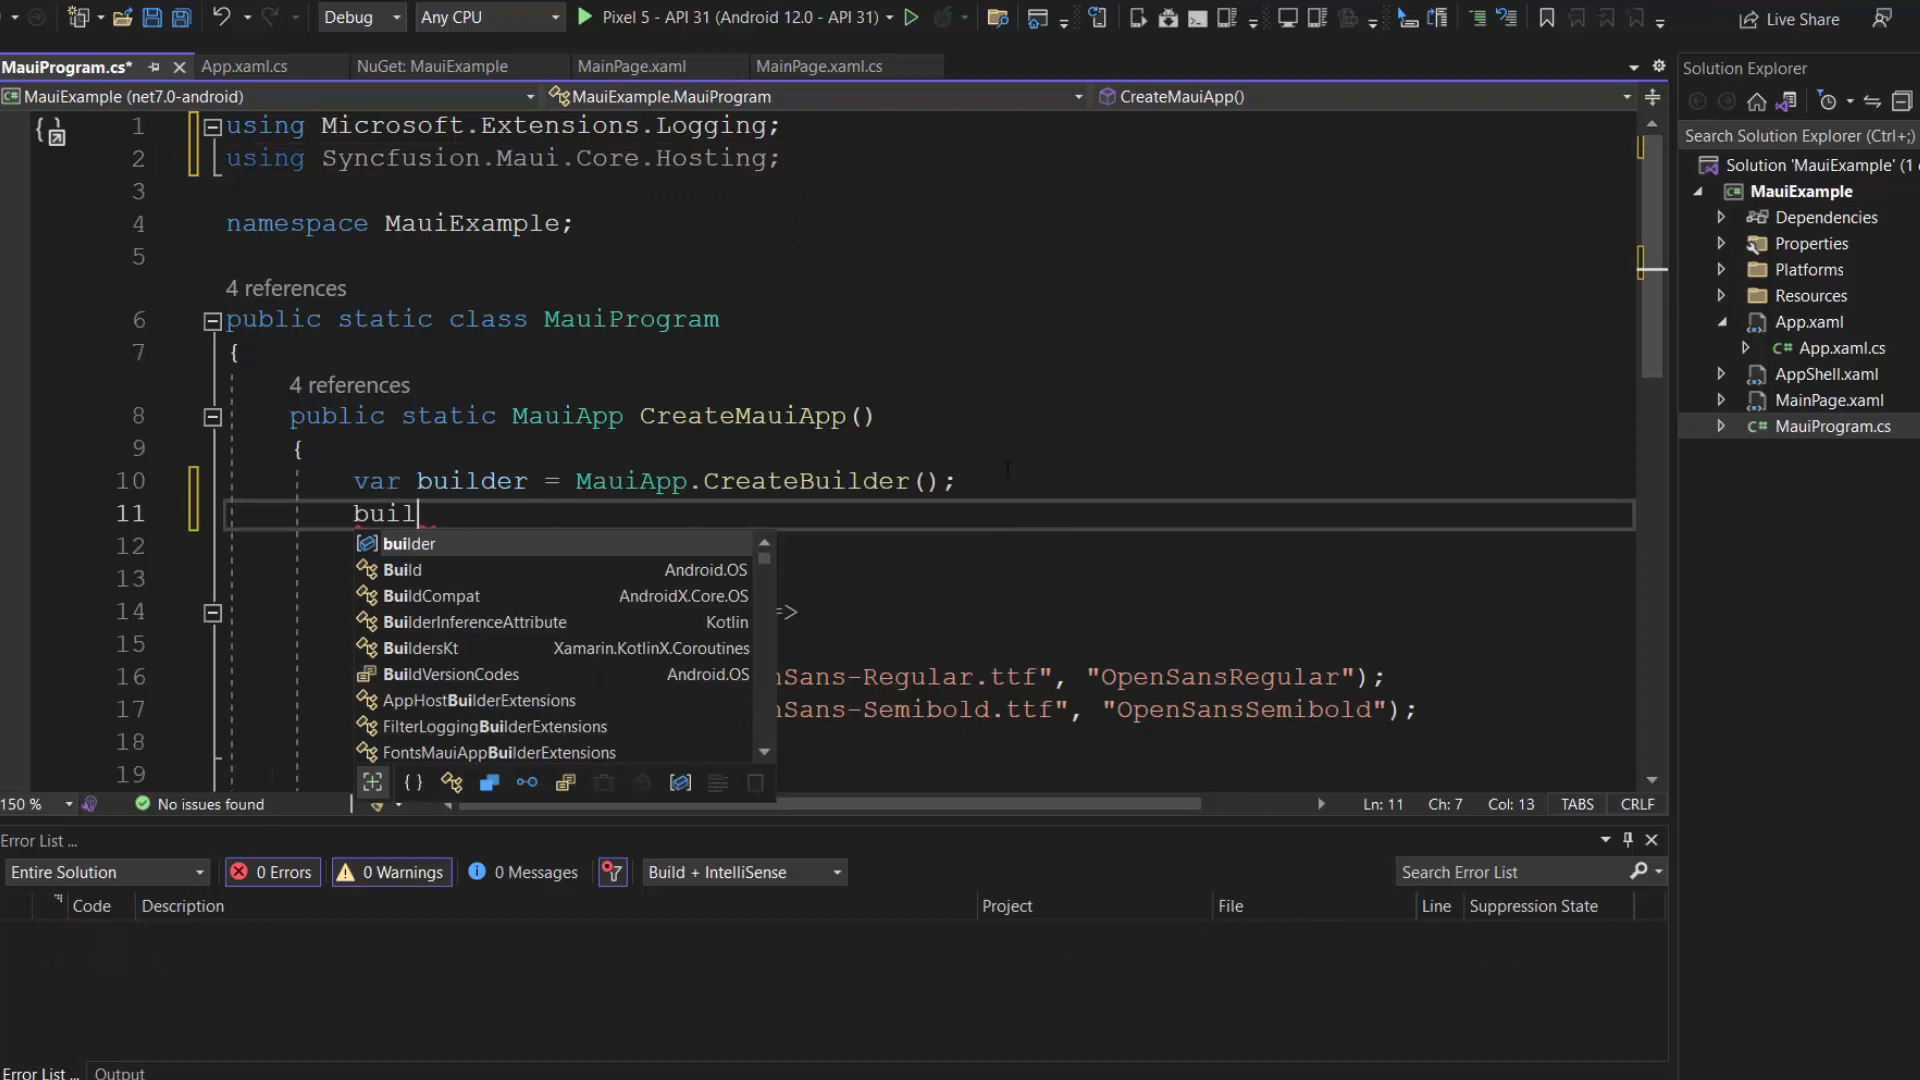 Debug
Any CPU
Pixel 5 - API 31 (Android 12.0 - API 31)
Live Share
MauiProgram.cs*
App.xaml.cs
NuGet: MauiExample
MainPage.xaml
MainPage.xaml.cs
MauiExample (net7.0-android)
MauiExample.MauiProgram
CreateMauiApp()
1 using Microsoft.Extensions.Logging;
2 using Syncfusion.Maui.Core.Hosting;
3
4 namespace MauiExample;
5
4 references
6 public static class MauiProgram
7 {
4 references
8 public static MauiApp CreateMauiApp()
9 {
10 var builder = MauiApp.CreateBuilder();
11 buil
12
13
14 =>
15
16 nSans-Regular.ttf", "OpenSansRegular");
17 nSans-Semibold.ttf", "OpenSansSemibold");
18
19
builder
Build Android.OS
BuildCompat AndroidX.Core.OS
BuilderInferenceAttribute Kotlin
BuildersKt Xamarin.KotlinX.Coroutines
BuildVersionCodes Android.OS
AppHostBuilderExtensions
FilterLoggingBuilderExtensions
FontsMauiAppBuilderExtensions
150 %
No issues found
Ln: 11
Ch: 7
Col: 13
TABS
CRLF
Error List ...
Entire Solution
0 Errors
0 Warnings
0 Messages
Build + IntelliSense
Search Error List
Code
Description
Project
File
Line
Suppression State
Error List ...
Output
Solution Explorer
Search Solution Explorer (Ctrl+;)
Solution 'MauiExample' (1
MauiExample
Dependencies
Properties
Platforms
Resources
App.xaml
C# App.xaml.cs
AppShell.xaml
MainPage.xaml
C# MauiProgram.cs